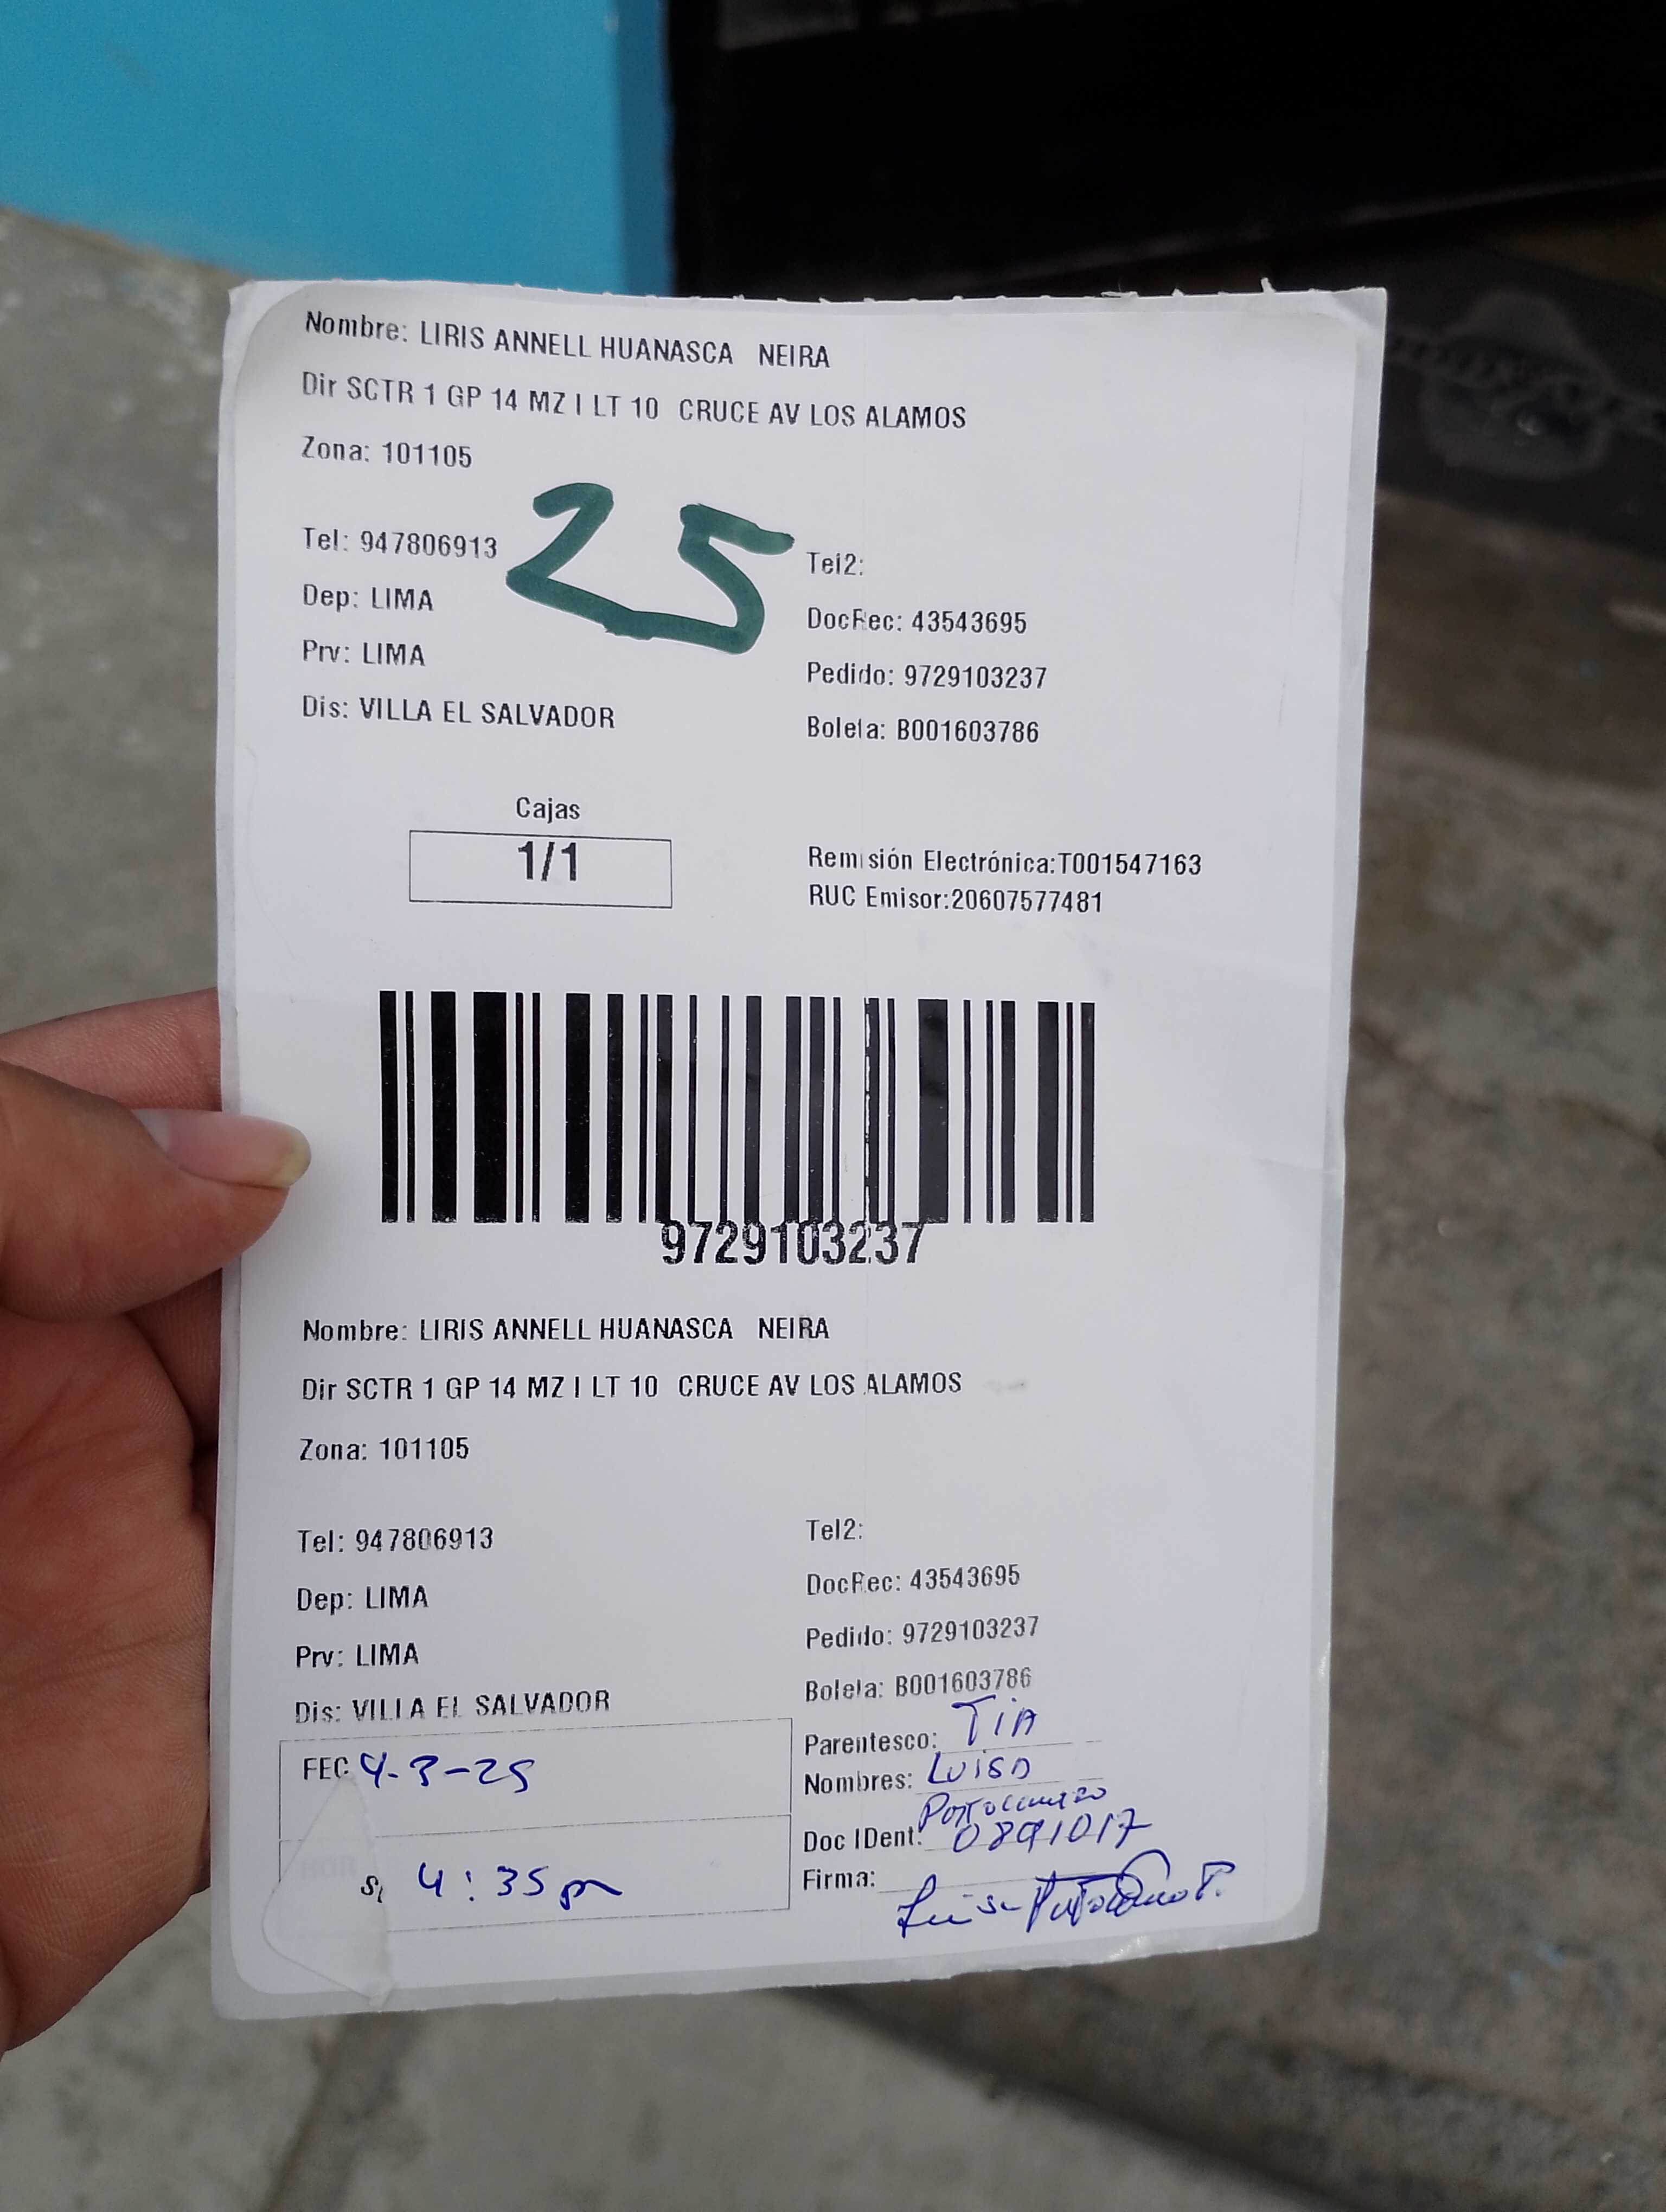 Nombre: LIRIS ANNELL HUANASCA NEIRA
Dir SCTR 1 GP 14 MZ I LT 10 CRUCE AV LOS ALAMOS
Zona: 101105
25
Tel: 947806913
Tel2:
Dep: LIMA
DocRec: 43543695
Prv: LIMA
Pedido: 9729103237
Dis: VILLA EL SALVADOR
Boleta: B001603786
Cajas
1/1
Remisión Electrónica:T001547163
RUC Emisor:20607577481
9729103237
Nombre: LIRIS ANNELL HUANASCA NEIRA
Dir SCTR 1 GP 14 MZ I LT 10 CRUCE AV LOS ALAMOS
Zona: 101105
Tel: 947806913
Tel2:
Dep: LIMA
DocRec: 43543695
Prv: LIMA
Pedido: 9729103237
Dis: VILLA EL SALVADOR
Boleta: B001603786
Parentesco: TIA
FEC 4-3-25
Nombres: LUISA
Portocarrero
Doc IDent: 0891017
4:35 pm
Firma: